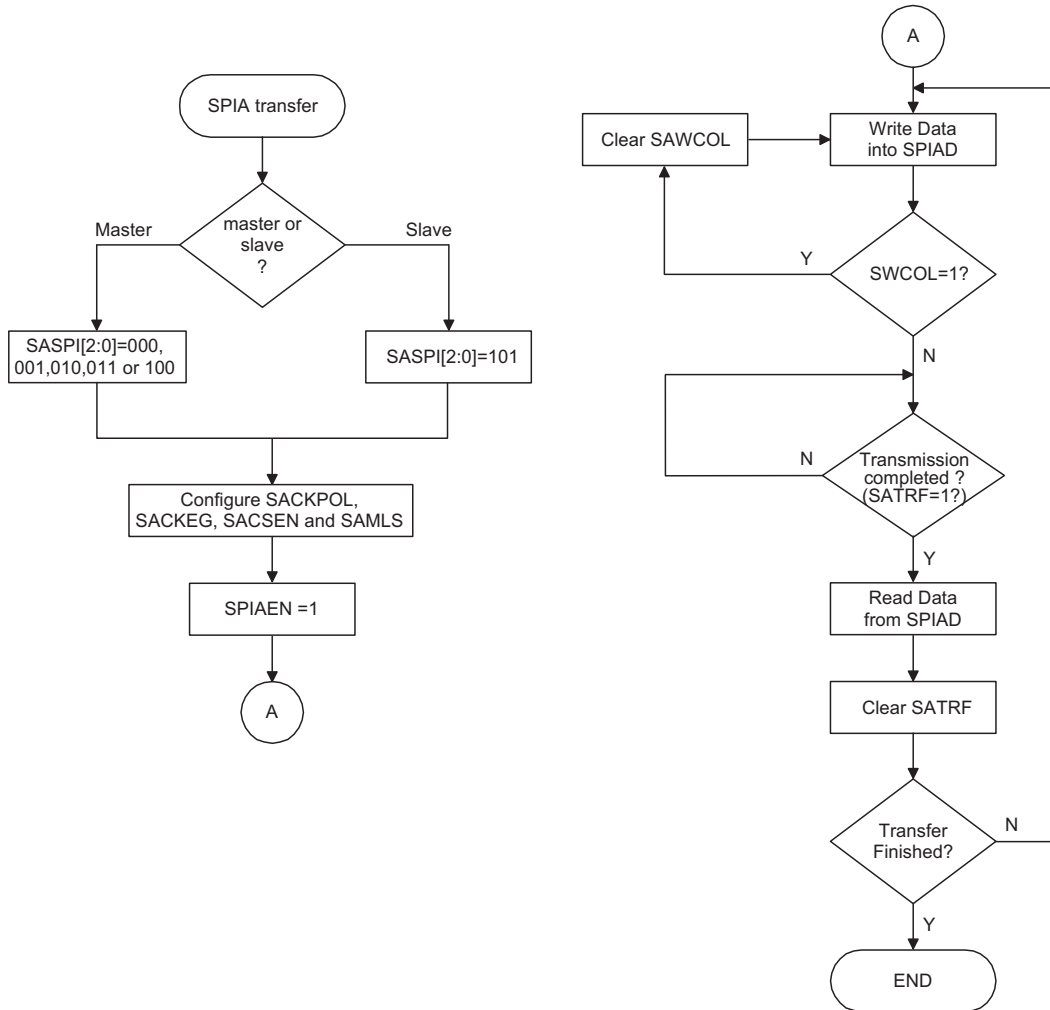 SPIA transfer
master or
slave
?
Master
Slave
SASPI[2:0]=000,
001,010,011 or 100
SASPI[2:0]=101
Configure SACKPOL,
SACKEG, SACSEN and SAMLS
SPIAEN =1
A
A
Clear SAWCOL
Write Data
into SPIAD
Y
SWCOL=1?
N
N
Transmission
completed ?
(SATRF=1?)
Y
Read Data
from SPIAD
Clear SATRF
Transfer
Finished?
N
Y
END